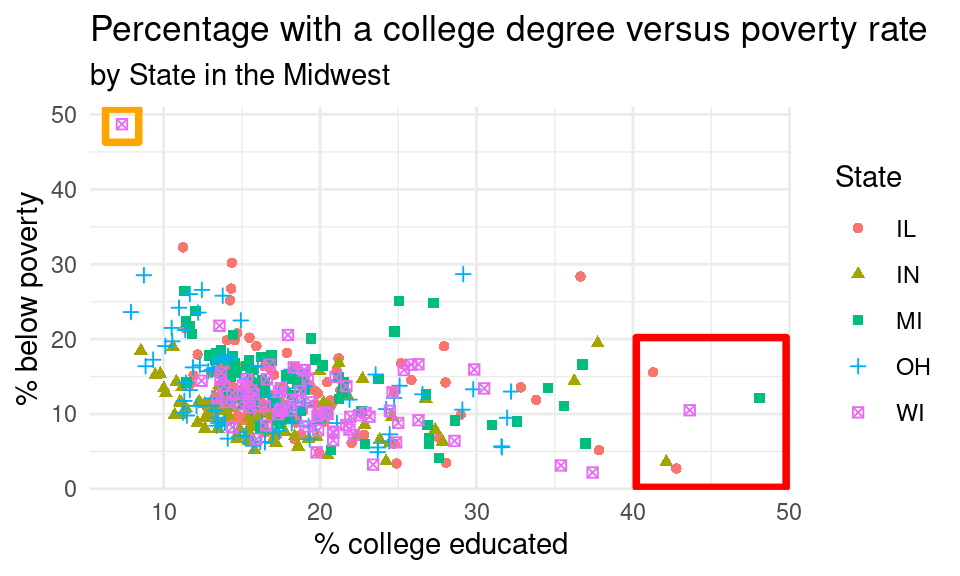 Percentage with a college degree versus poverty rate
by State in the Midwest
50
40
30
20
10
0
% below poverty
10
20
30
40
50
% college educated
State
IL
IN
MI
OH
WI